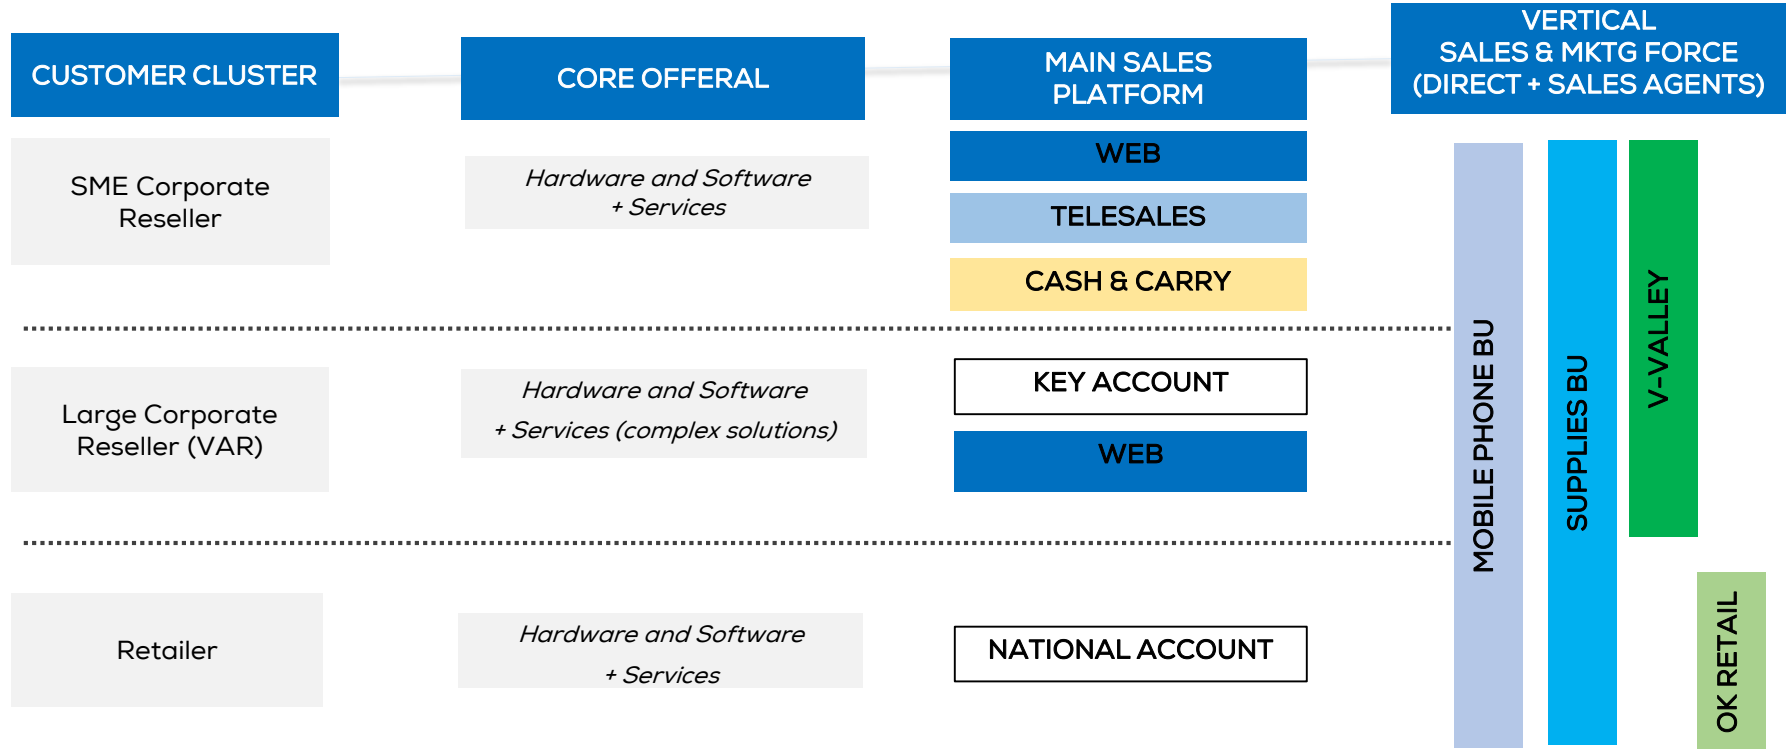 CUSTOMER CLUSTER
CORE OFFERAL
MAIN SALES
PLATFORM
VERTICAL
SALES & MKTG FORCE
(DIRECT + SALES AGENTS)
SME Corporate
Reseller
Hardware and Software
+ Services
WEB
TELESALES
CASH & CARRY
Large Corporate
Reseller (VAR)
Hardware and Software
+ Services (complex solutions)
KEY ACCOUNT
WEB
Retailer
Hardware and Software
+ Services
NATIONAL ACCOUNT
MOBILE PHONE BU
SUPPLIES BU
V-VALLEY
OK RETAIL